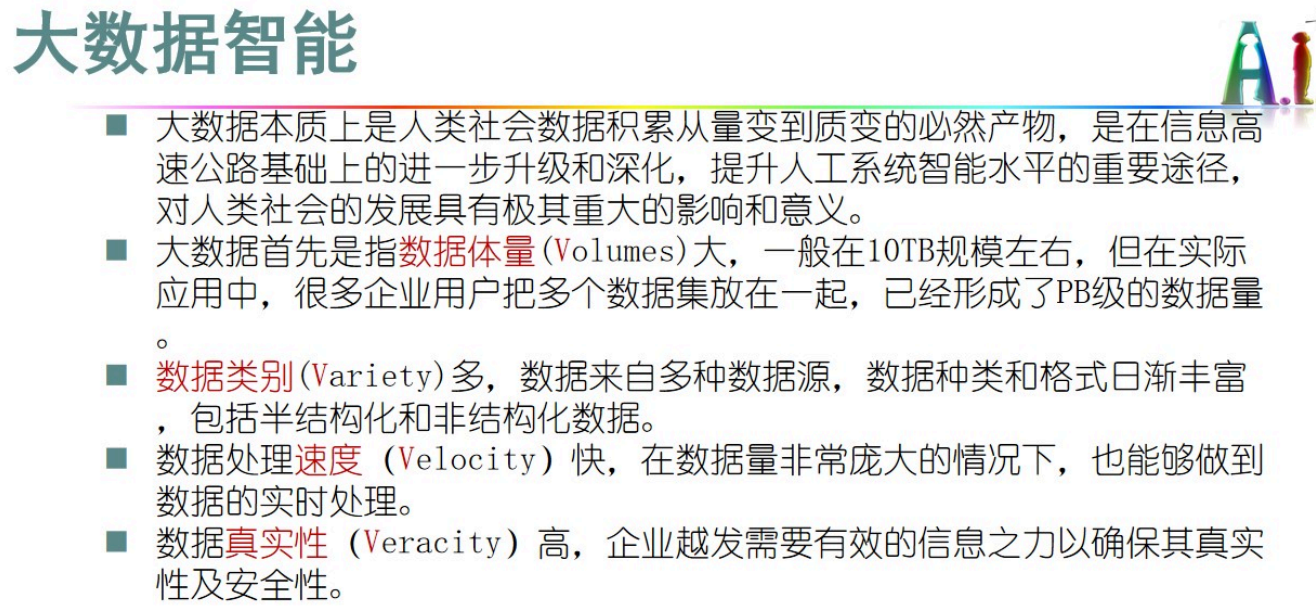 大数据智能
A.I
■ 大数据本质上是人类社会数据积累从量变到质变的必然产物，是在信息高
速公路基础上的进一步升级和深化，提升人工系统智能水平的重要途径，
对人类社会的发展具有极其重大的影响和意义。
■ 大数据首先是指数据体量(Volumes)大，一般在10TB规模左右，但在实际
应用中，很多企业用户把多个数据集放在一起，已经形成了PB级的数据量
。
■ 数据类别(Variety)多，数据来自多种数据源，数据种类和格式日渐丰富
，包括半结构化和非结构化数据。
■ 数据处理速度（Velocity）快，在数据量非常庞大的情况下，也能够做到
数据的实时处理。
■ 数据真实性（Veracity）高，企业越发需要有效的信息之力以确保其真实
性及安全性。